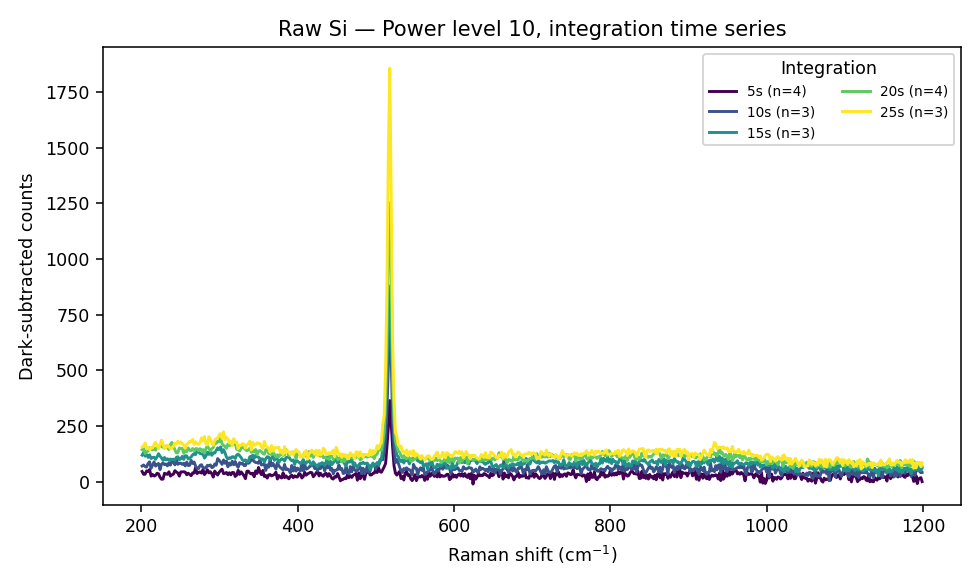 Raw Si — Power level 10, integration time series
Integration
5s (n=4)
10s (n=3)
15s (n=3)
20s (n=4)
25s (n=3)
Dark-subtracted counts
1750
1500
1250
1000
750
500
250
0
200
400
600
800
1000
1200
Raman shift (cm⁻¹)